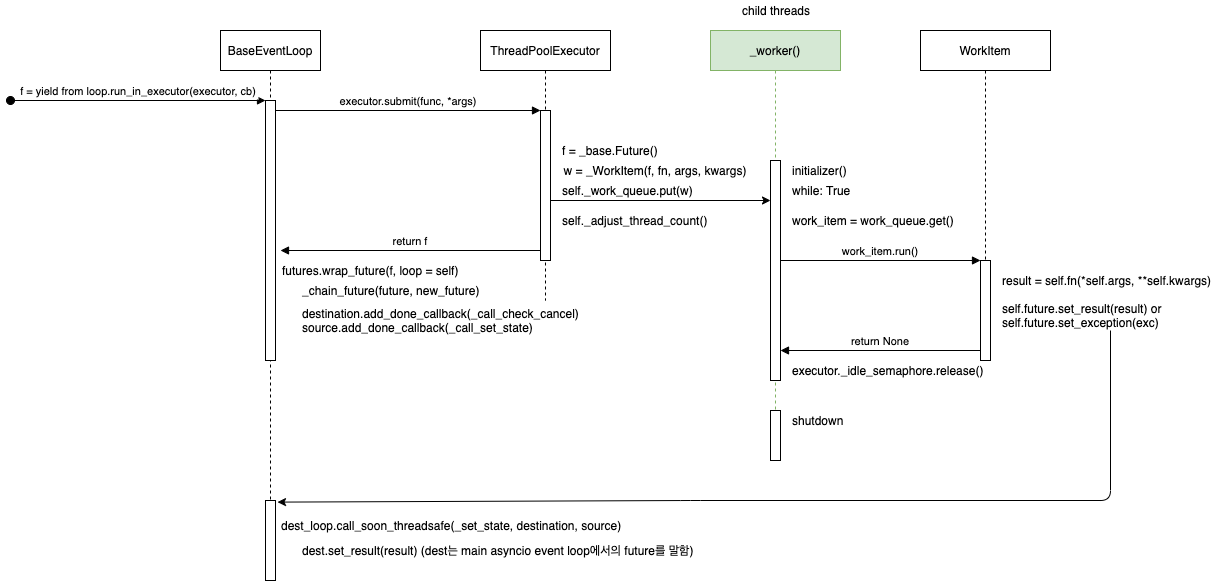 child threads
BaseEventLoop
ThreadPoolExecutor
_worker()
WorkItem
f = yield from loop.run_in_executor(executor, cb)
executor.submit(func, *args)
f = _base.Future()
w = _WorkItem(f, fn, args, kwargs)
self._work_queue.put(w)
self._adjust_thread_count()
initializer()
while: True
work_item = work_queue.get()
return f
work_item.run()
futures.wrap_future(f, loop = self)
_chain_future(future, new_future)
destination.add_done_callback(_call_check_cancel)
source.add_done_callback(_call_set_state)
result = self.fn(*self.args, **self.kwargs)
self.future.set_result(result) or
self.future.set_exception(exc)
return None
executor._idle_semaphore.release()
shutdown
dest_loop.call_soon_threadsafe(_set_state, destination, source)
dest.set_result(result) (dest는 main asyncio event loop에서의 future를 말함)